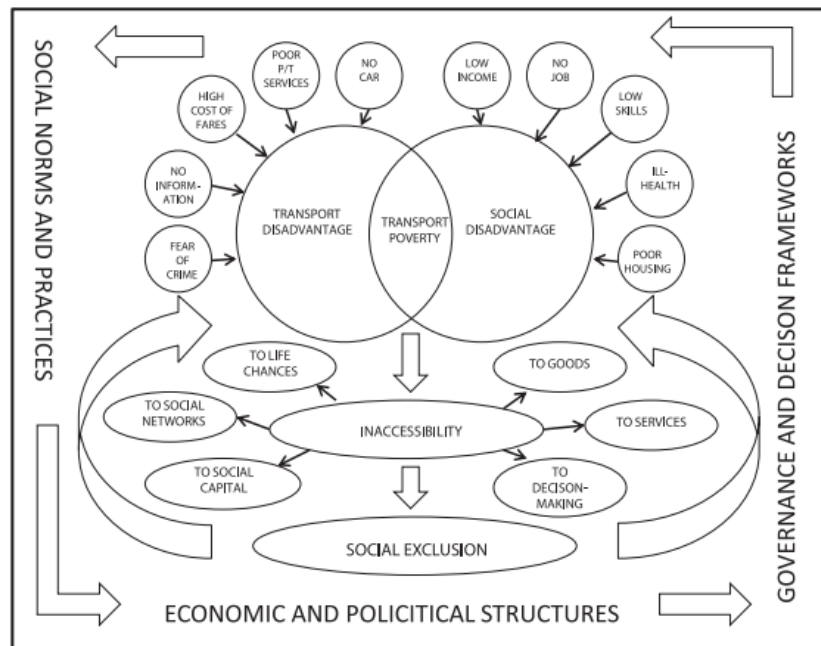 SOCIAL NORMS AND PRACTICES
POOR
P/T
SERVICES
NO
CAR
LOW
INCOME
NO
JOB
HIGH
COST OF
FARES
LOW
SKILLS
NO
INFORM-
ATION
ILL-
HEALTH
FEAR
OF
CRIME
POOR
HOUSING
TRANSPORT
DISADVANTAGE
TRANSPORT
POVERTY
SOCIAL
DISADVANTAGE
TO LIFE
CHANCES
TO GOODS
TO SOCIAL
NETWORKS
INACCESSIBILITY
TO SERVICES
TO SOCIAL
CAPITAL
TO
DECISON-
MAKING
SOCIAL EXCLUSION
GOVERNANCE AND DECISON FRAMEWORKS
ECONOMIC AND POLICITICAL STRUCTURES